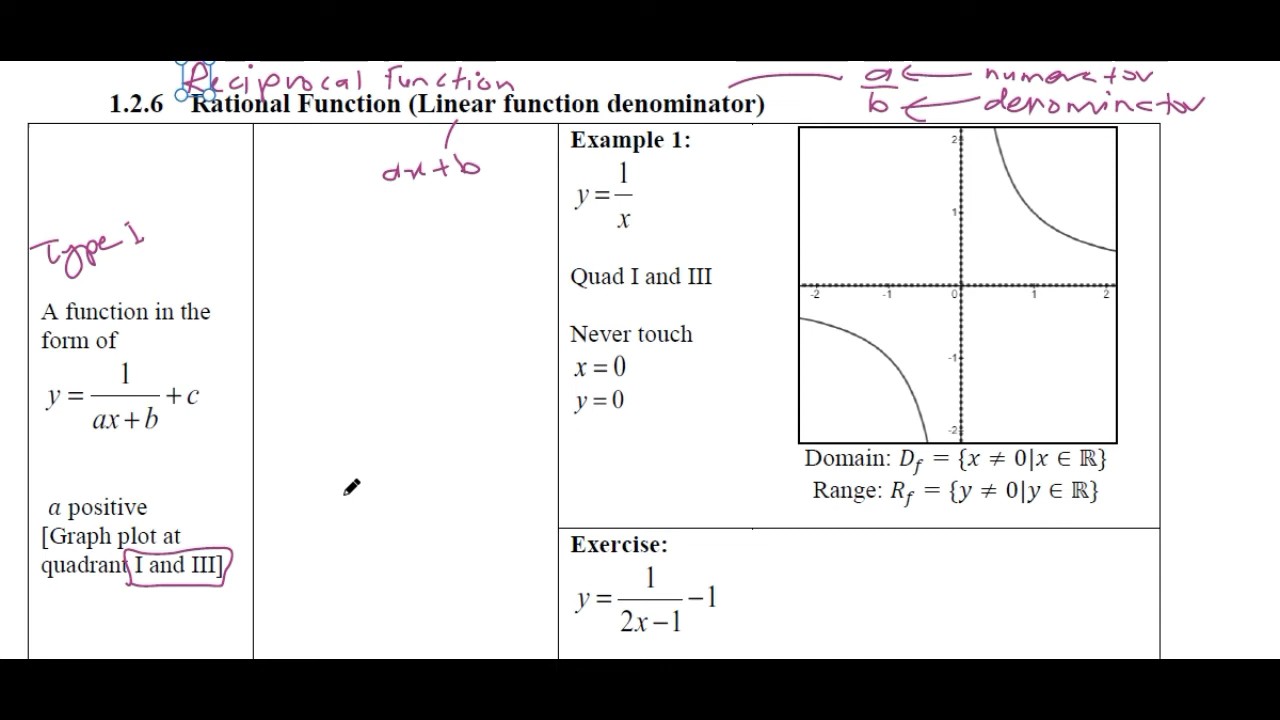 Reciprocal Function
a ← numerator
1.2.6 Rational Function (Linear function denominator)
b ← denominator
ax+b
Type I
A function in the
form of
y = 1/(ax+b) + c
a positive
[Graph plot at
quadrant I and III]
Example 1:
y = 1/x
Quad I and III
Never touch
x = 0
y = 0
2
1
-2 -1 0 1 2
-1
-2
Domain: D_f = {x ≠ 0|x ∈ ℝ}
Range: R_f = {y ≠ 0|y ∈ ℝ}
Exercise:
y = 1/(2x−1) −1